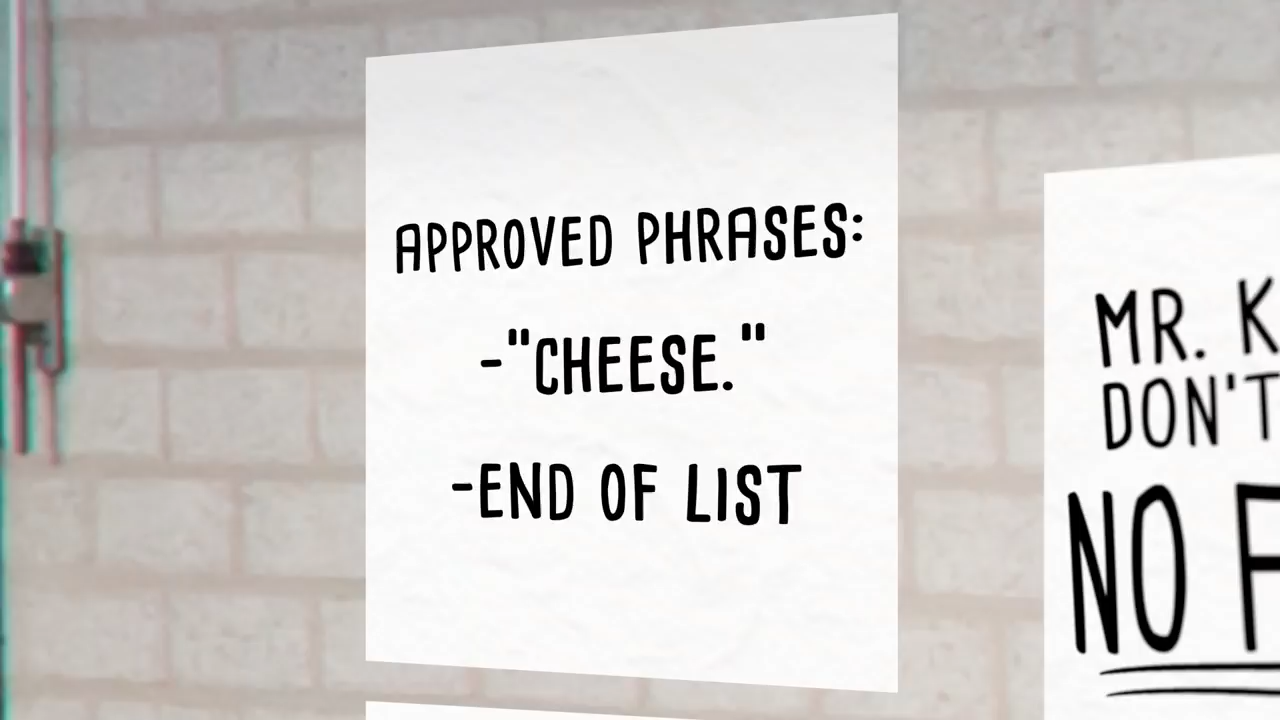 APPROVED PHRASES:
-"CHEESE."
-END OF LIST
MR.
DON'T
NO